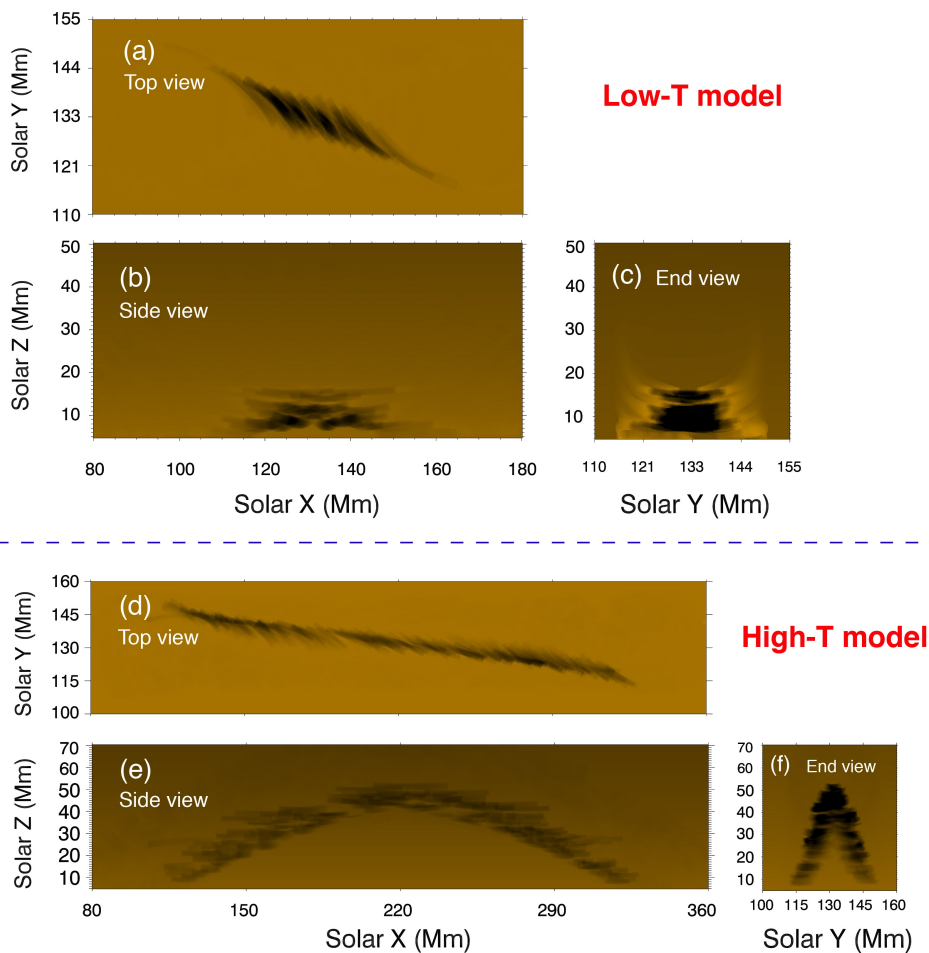 155
144
133
121
110
Solar Y (Mm)
(a)
Top view
Low-T model
50
40
30
20
10
Solar Z (Mm)
(b)
Side view
80 100 120 140 160 180
Solar X (Mm)
50
40
30
20
10
(c) End view
110 121 133 144 155
Solar Y (Mm)
160
145
130
115
100
Solar Y (Mm)
(d)
Top view
High-T model
70
60
50
40
30
20
10
Solar Z (Mm)
(e)
Side view
80 150 220 290 360
Solar X (Mm)
70
60
50
40
30
20
10
(f) End view
100 115 130 145 160
Solar Y (Mm)